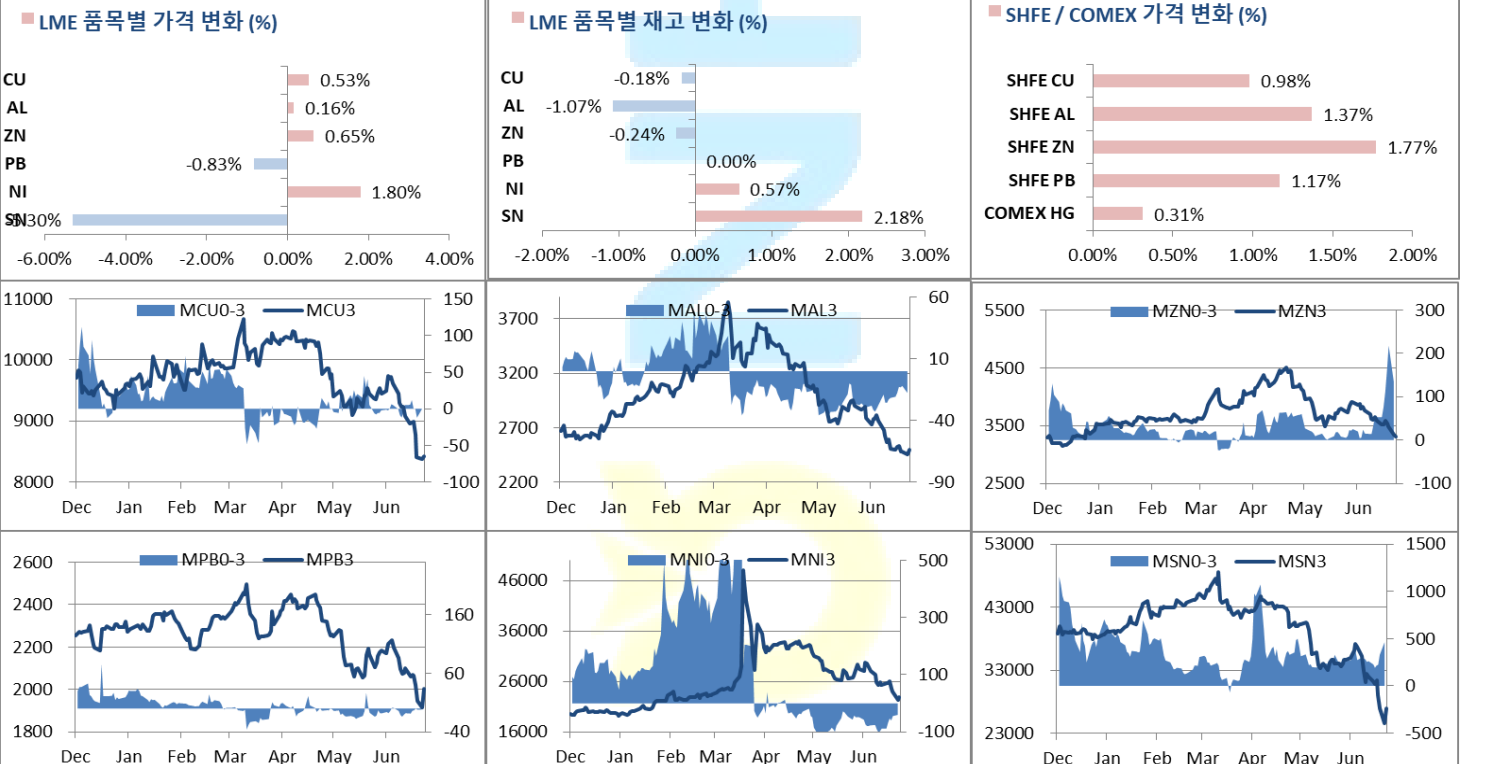 LME 품목별 가격 변화 (%)
CU 0.53%
AL 0.16%
ZN 0.65%
PB -0.83%
NI 1.80%
SN -5.30%
-6.00% -4.00% -2.00% 0.00% 2.00% 4.00%
LME 품목별 재고 변화 (%)
CU -0.18%
AL -1.07%
ZN -0.24%
PB 0.00%
NI 0.57%
SN 2.18%
-2.00% -1.00% 0.00% 1.00% 2.00% 3.00%
SHFE / COMEX 가격 변화 (%)
SHFE CU 0.98%
SHFE AL 1.37%
SHFE ZN 1.77%
SHFE PB 1.17%
COMEX HG 0.31%
0.00% 0.50% 1.00% 1.50% 2.00%
MCU0-3 MCU3
11000 150
100
10000 50
0
9000 -50
8000 -100
Dec Jan Feb Mar Apr May Jun
MAL0-3 MAL3
60
3700
10
3200
2700 -40
2200 -90
Dec Jan Feb Mar Apr May Jun
MZN0-3 MZN3
5500 300
200
4500
100
3500
0
2500 -100
Dec Jan Feb Mar Apr May Jun
MPB0-3 MPB3
2600
2400
160
2200
60
2000
1800 -40
Dec Jan Feb Mar Apr May Jun
MNI0-3 MNI3
500
46000
300
36000
100
26000
16000 -100
Dec Jan Feb Mar Apr May Jun
MSN0-3 MSN3
53000 1500
1000
43000
500
33000
0
23000 -500
Dec Jan Feb Mar Apr May Jun